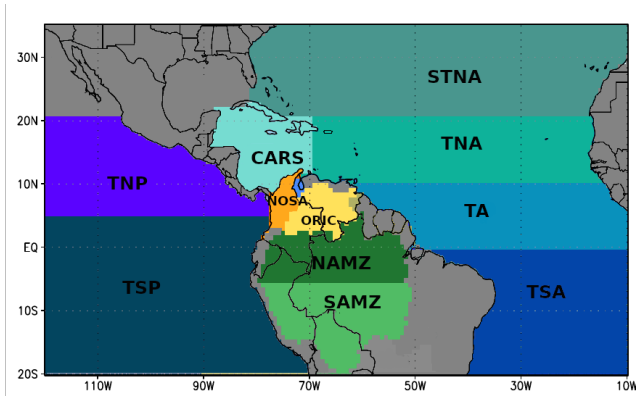 30N
STNA
20N
TNA
CARS
10N
TNP
NOSA
TA
ORIC
EQ
NAMZ
TSP
SAMZ
TSA
10S
20S
110W 90W 70W 50W 30W 10W